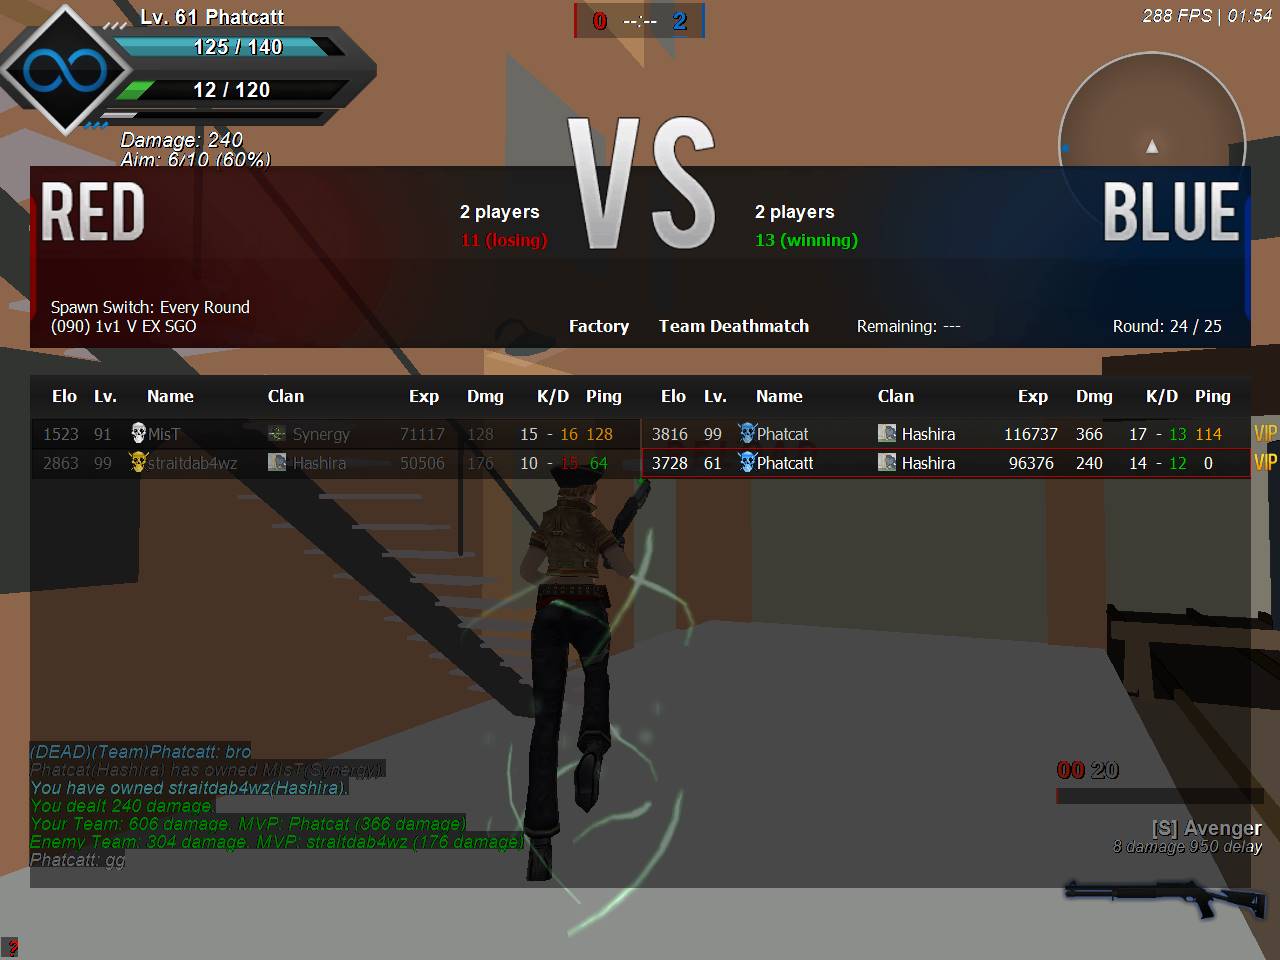 Lv. 61 Phatcatt
125 / 140
12 / 120
Damage: 240
Aim: 6/10 (60%)
0 --:-- 2
288 FPS | 01:54
RED
VS
BLUE
2 players
11 (losing)
2 players
13 (winning)
Spawn Switch: Every Round
(090) 1v1 V EX SGO
Factory Team Deathmatch Remaining: --- Round: 24 / 25
Elo Lv. Name Clan Exp Dmg K/D Ping Elo Lv. Name Clan Exp Dmg K/D Ping
1523 91 MisT Synergy 71117 128 15 - 16 128 3816 99 Phatcat Hashira 116737 366 17 - 13 114 VIP
2863 99 straitdab4wz Hashira 50506 176 10 - 15 64 3728 61 Phatcatt Hashira 96376 240 14 - 12 0 VIP
(DEAD)(Team)Phatcatt: bro
Phatcat(Hashira) has owned MisT(Synergy)
You have owned straitdab4wz(Hashira).
You dealt 240 damage.
Your Team: 606 damage. MVP: Phatcat (366 damage)
Enemy Team: 304 damage. MVP: straitdab4wz (176 damage)
Phatcatt: gg
00 20
[S] Avenger
8 damage 950 delay
?